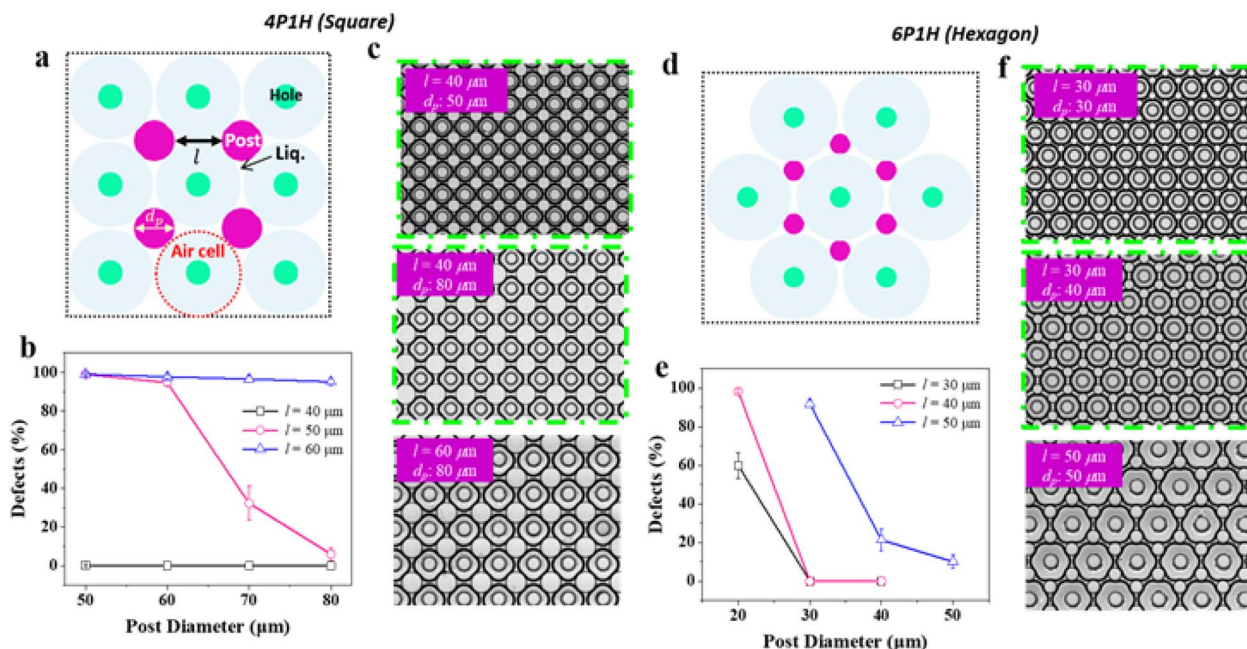 4P1H (Square)
6P1H (Hexagon)
a
Hole
Post
l
Liq.
d_p
Air cell
c
l = 40 μm
d_p: 50 μm
l = 40 μm
d_p: 80 μm
l = 60 μm
d_p: 80 μm
b
100
80
60
40
20
0
Defects (%)
l = 40 μm
l = 50 μm
l = 60 μm
50
60
70
80
Post Diameter (μm)
d
e
100
80
60
40
20
0
Defects (%)
l = 30 μm
l = 40 μm
l = 50 μm
20
30
40
50
Post Diameter (μm)
f
l = 30 μm
d_p: 30 μm
l = 30 μm
d_p: 40 μm
l = 50 μm
d_p: 50 μm